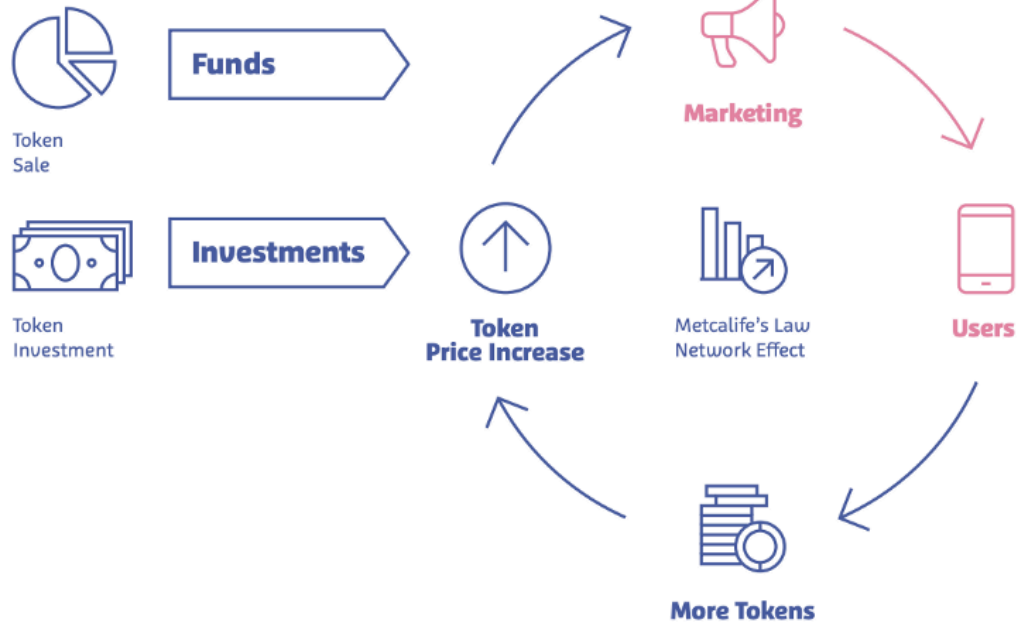 Funds
Token
Sale
Marketing
Investments
Token
Investment
Token
Price Increase
Metcalife's Law
Network Effect
Users
More Tokens